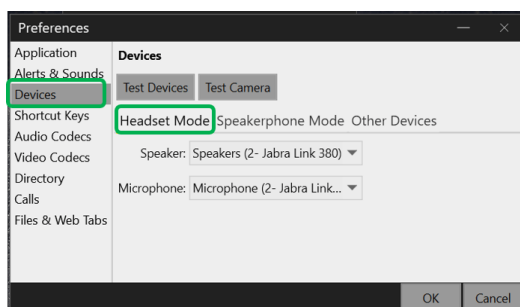 Preferences
Application
Alerts & Sounds
Devices
Shortcut Keys
Audio Codecs
Video Codecs
Directory
Calls
Files & Web Tabs
Devices
Test Devices Test Camera
Headset Mode Speakerphone Mode Other Devices
Speaker: Speakers (2- Jabra Link 380)
Microphone: Microphone (2- Jabra Link...
OK Cancel